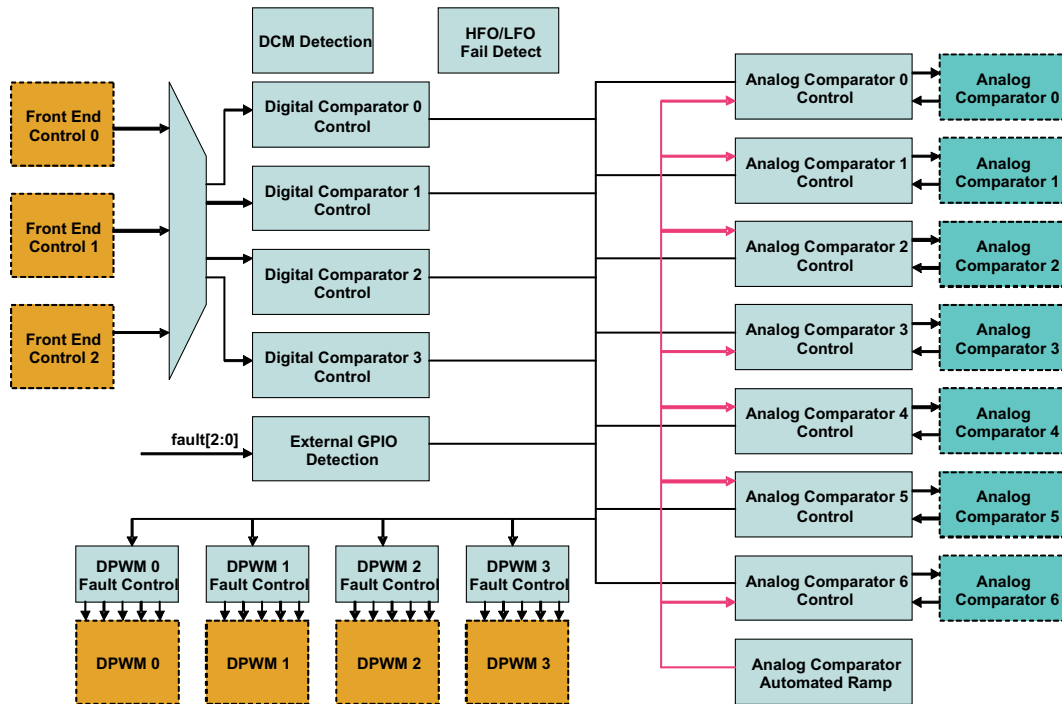 DCM Detection
HFO/LFO
Fail Detect
Front End
Control 0
Front End
Control 1
Front End
Control 2
Digital Comparator 0
Control
Digital Comparator 1
Control
Digital Comparator 2
Control
Digital Comparator 3
Control
fault[2:0]
External GPIO
Detection
Analog Comparator 0
Control
Analog
Comparator 0
Analog Comparator 1
Control
Analog
Comparator 1
Analog Comparator 2
Control
Analog
Comparator 2
Analog Comparator 3
Control
Analog
Comparator 3
Analog Comparator 4
Control
Analog
Comparator 4
Analog Comparator 5
Control
Analog
Comparator 5
Analog Comparator 6
Control
Analog
Comparator 6
Analog Comparator
Automated Ramp
DPWM 0
Fault Control
DPWM 1
Fault Control
DPWM 2
Fault Control
DPWM 3
Fault Control
DPWM 0
DPWM 1
DPWM 2
DPWM 3